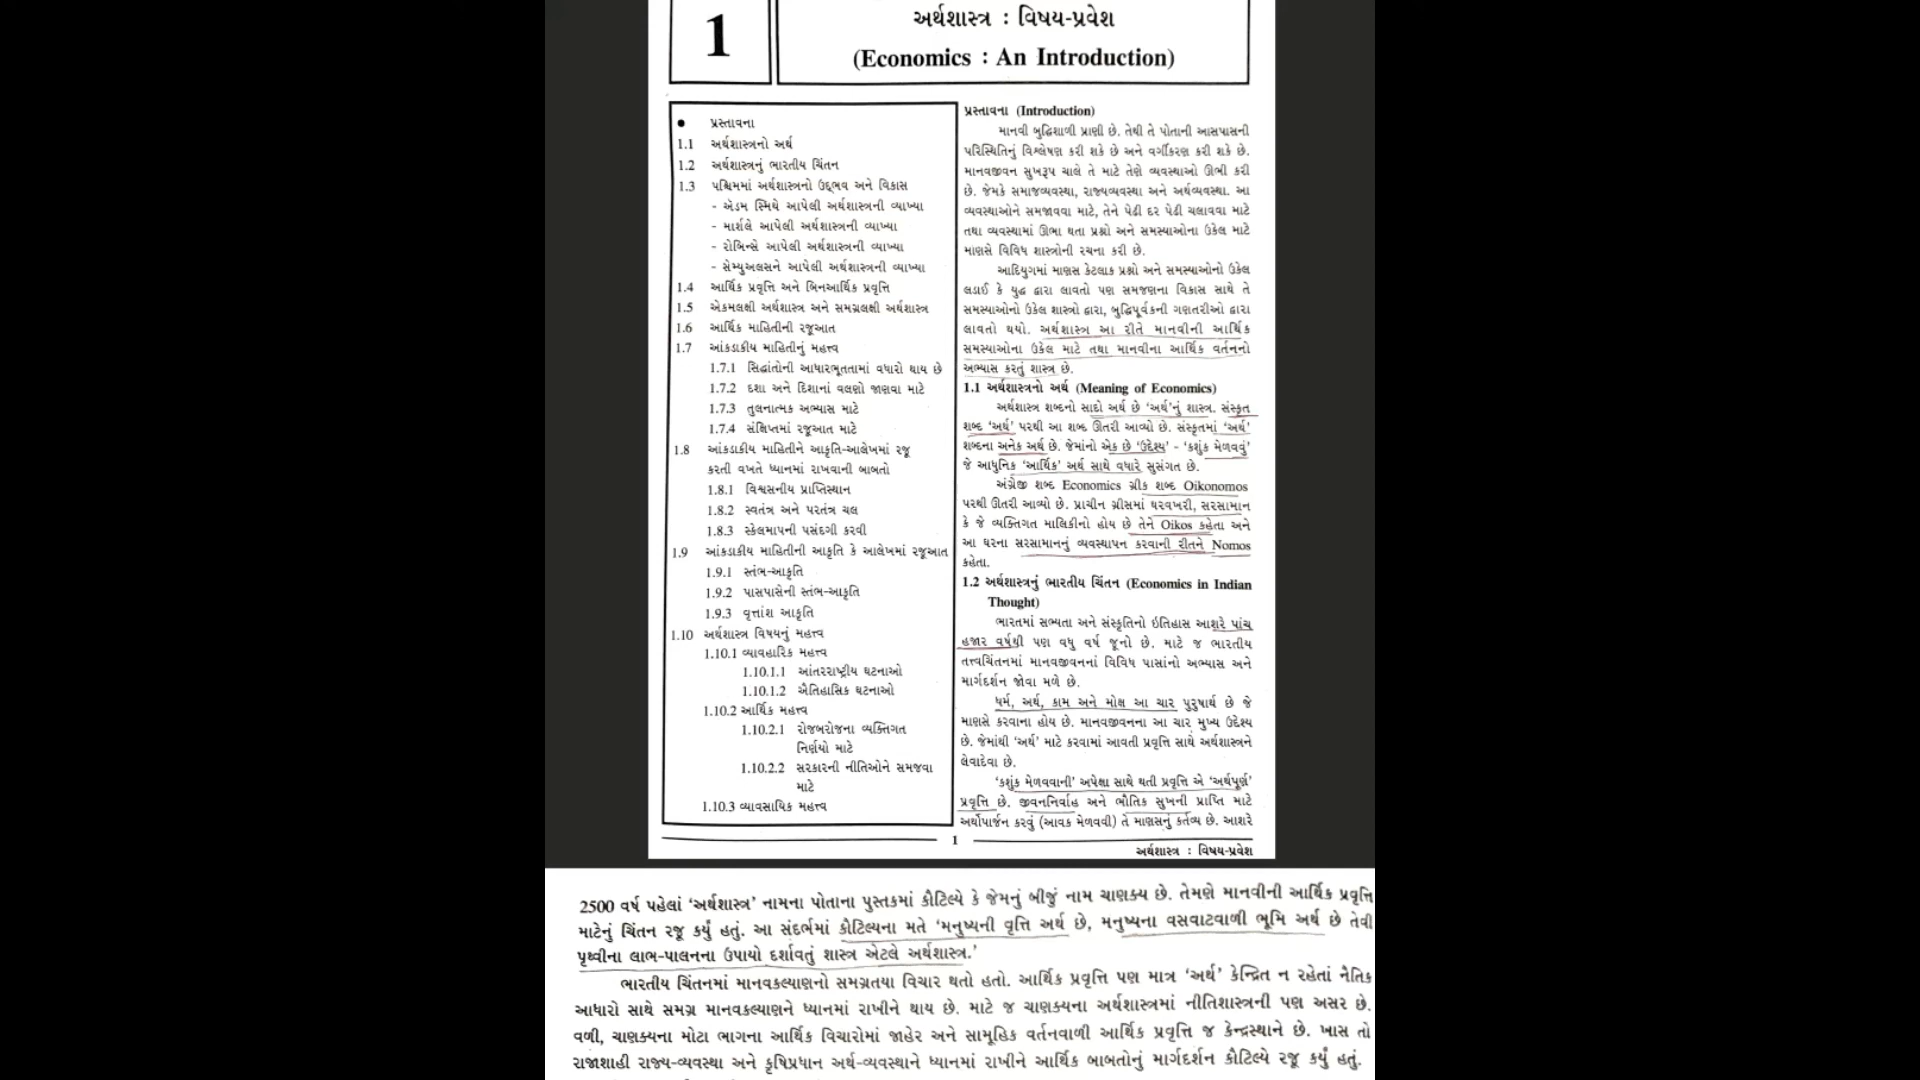 1
અર્થશાસ્ત્ર : વિષય-પ્રવેશ
(Economics : An Introduction)
● પ્રસ્તાવના
1.1 અર્થશાસ્ત્રનો અર્થ
1.2 અર્થશાસ્ત્રનું ભારતીય ચિંતન
1.3 પશ્ચિમમાં અર્થશાસ્ત્રનો ઉદ્દભવ અને વિકાસ
- ઍડમ સ્મિથે આપેલી અર્થશાસ્ત્રની વ્યાખ્યા
- માર્શલે આપેલી અર્થશાસ્ત્રની વ્યાખ્યા
- રોબિન્સે આપેલી અર્થશાસ્ત્રની વ્યાખ્યા
- સેમ્યુઅલસને આપેલી અર્થશાસ્ત્રની વ્યાખ્યા
1.4 આર્થિક પ્રવૃત્તિ અને બિનઆર્થિક પ્રવૃત્તિ
1.5 એકમલક્ષી અર્થશાસ્ત્ર અને સમગ્રલક્ષી અર્થશાસ્ત્ર
1.6 આર્થિક માહિતીની રજૂઆત
1.7 આંકડાકીય માહિતીનું મહત્ત્વ
1.7.1 સિદ્ધાંતોની આધારભૂતતામાં વધારો થાય છે
1.7.2 દશા અને દિશાનાં વલણો જાણવા માટે
1.7.3 તુલનાત્મક અભ્યાસ માટે
1.7.4 સંક્ષિપ્તમાં રજૂઆત માટે
1.8 આંકડાકીય માહિતીને આકૃતિ-આલેખમાં રજૂ
કરતી વખતે ધ્યાનમાં રાખવાની બાબતો
1.8.1 વિશ્વસનીય પ્રાપ્તિસ્થાન
1.8.2 સ્વતંત્ર અને પરતંત્ર ચલ
1.8.3 સ્કેલમાપની પસંદગી કરવી
1.9 આંકડાકીય માહિતીની આકૃતિ કે આલેખમાં રજૂઆત
1.9.1 સ્તંભ-આકૃતિ
1.9.2 પાસપાસેની સ્તંભ-આકૃતિ
1.9.3 વૃત્તાંશ આકૃતિ
1.10 અર્થશાસ્ત્ર વિષયનું મહત્ત્વ
1.10.1 વ્યાવહારિક મહત્ત્વ
1.10.1.1 આંતરરાષ્ટ્રીય ઘટનાઓ
1.10.1.2 ઐતિહાસિક ઘટનાઓ
1.10.2 આર્થિક મહત્ત્વ
1.10.2.1 રોજબરોજના વ્યક્તિગત
નિર્ણયો માટે
1.10.2.2 સરકારની નીતિઓને સમજવા
માટે
1.10.3 વ્યાવસાયિક મહત્ત્વ
પ્રસ્તાવના (Introduction)
માનવી બુદ્ધિશાળી પ્રાણી છે. તેથી તે પોતાની આસપાસની
પરિસ્થિતિનું વિશ્લેષણ કરી શકે છે અને વર્ગીકરણ કરી શકે છે.
માનવજીવન સુખરૂપ ચાલે તે માટે તેણે વ્યવસ્થાઓ ઊભી કરી
છે. જેમકે સમાજવ્યવસ્થા, રાજ્યવ્યવસ્થા અને અર્થવ્યવસ્થા. આ
વ્યવસ્થાઓને સમજાવવા માટે, તેને પેઢી દર પેઢી ચલાવવા માટે
તથા વ્યવસ્થામાં ઊભા થતા પ્રશ્નો અને સમસ્યાઓના ઉકેલ માટે
માણસે વિવિધ શાસ્ત્રોની રચના કરી છે.
આદિયુગમાં માણસ કેટલાક પ્રશ્નો અને સમસ્યાઓનો ઉકેલ
લડાઈ કે યુદ્ધ દ્વારા લાવતો પણ સમજણના વિકાસ સાથે તે
સમસ્યાઓનો ઉકેલ શાસ્ત્રો દ્વારા, બુદ્ધિપૂર્વકની ગણતરીઓ દ્વારા
લાવતો થયો. અર્થશાસ્ત્ર આ રીતે માનવીની આર્થિક
સમસ્યાઓના ઉકેલ માટે તથા માનવીના આર્થિક વર્તનનો
અભ્યાસ કરતું શાસ્ત્ર છે.
1.1 અર્થશાસ્ત્રનો અર્થ (Meaning of Economics)
અર્થશાસ્ત્ર શબ્દનો સાદો અર્થ છે 'અર્થ'નું શાસ્ત્ર. સંસ્કૃત
શબ્દ 'અર્થ' પરથી આ શબ્દ ઊતરી આવ્યો છે. સંસ્કૃતમાં 'અર્થ'
શબ્દના અનેક અર્થ છે. જેમાંનો એક છે 'ઉદ્દેશ્ય' - 'કશુંક મેળવવું'
જે આધુનિક 'આર્થિક' અર્થ સાથે વધારે સુસંગત છે.
અંગ્રેજી શબ્દ Economics ગ્રીક શબ્દ Oikonomos
પરથી ઊતરી આવ્યો છે. પ્રાચીન ગ્રીસમાં ઘરવખરી, સરસામાન
કે જે વ્યક્તિગત માલિકીનો હોય છે તેને Oikos કહેતા અને
આ ઘરના સરસામાનનું વ્યવસ્થાપન કરવાની રીતને Nomos
કહેતા.
1.2 અર્થશાસ્ત્રનું ભારતીય ચિંતન (Economics in Indian
Thought)
ભારતમાં સભ્યતા અને સંસ્કૃતિનો ઇતિહાસ આશરે પાંચ
હજાર વર્ષથી પણ વધુ વર્ષ જૂનો છે. માટે જ ભારતીય
તત્ત્વચિંતનમાં માનવજીવનનાં વિવિધ પાસાંનો અભ્યાસ અને
માર્ગદર્શન જોવા મળે છે.
ધર્મ, અર્થ, કામ અને મોક્ષ આ ચાર પુરુષાર્થ છે જે
માણસે કરવાના હોય છે. માનવજીવનના આ ચાર મુખ્ય ઉદ્દેશ્ય
છે. જેમાંથી 'અર્થ' માટે કરવામાં આવતી પ્રવૃત્તિ સાથે અર્થશાસ્ત્રને
લેવાદેવા છે.
'કશુંક મેળવવાની' અપેક્ષા સાથે થતી પ્રવૃત્તિ એ 'અર્થપૂર્ણ'
પ્રવૃત્તિ છે. જીવનનિર્વાહ અને ભૌતિક સુખની પ્રાપ્તિ માટે
અર્થોપાર્જન કરવું (આવક મેળવવી) તે માણસનું કર્તવ્ય છે. આશરે
1
અર્થશાસ્ત્ર : વિષય-પ્રવેશ
2500 વર્ષ પહેલાં 'અર્થશાસ્ત્ર' નામના પોતાના પુસ્તકમાં કૌટિલ્યે કે જેમનું બીજું નામ ચાણક્ય છે. તેમણે માનવીની આર્થિક પ્રવૃત્તિ
માટેનું ચિંતન રજૂ કર્યું હતું. આ સંદર્ભમાં કૌટિલ્યના મતે 'મનુષ્યની વૃત્તિ અર્થ છે, મનુષ્યના વસવાટવાળી ભૂમિ અર્થ છે તેવી
પૃથ્વીના લાભ-પાલનના ઉપાયો દર્શાવતું શાસ્ત્ર એટલે અર્થશાસ્ત્ર.'
ભારતીય ચિંતનમાં માનવકલ્યાણનો સમગ્રતયા વિચાર થતો હતો. આર્થિક પ્રવૃત્તિ પણ માત્ર 'અર્થ' કેન્દ્રિત ન રહેતાં નૈતિક
આધારો સાથે સમગ્ર માનવકલ્યાણને ધ્યાનમાં રાખીને થાય છે. માટે જ ચાણક્યના અર્થશાસ્ત્રમાં નીતિશાસ્ત્રની પણ અસર છે.
વળી, ચાણક્યના મોટા ભાગના આર્થિક વિચારોમાં જાહેર અને સામૂહિક વર્તનવાળી આર્થિક પ્રવૃત્તિ જ કેન્દ્રસ્થાને છે. ખાસ તો
રાજાશાહી રાજ્ય-વ્યવસ્થા અને કૃષિપ્રધાન અર્થ-વ્યવસ્થાને ધ્યાનમાં રાખીને આર્થિક બાબતોનું માર્ગદર્શન કૌટિલ્યે રજૂ કર્યું હતું.